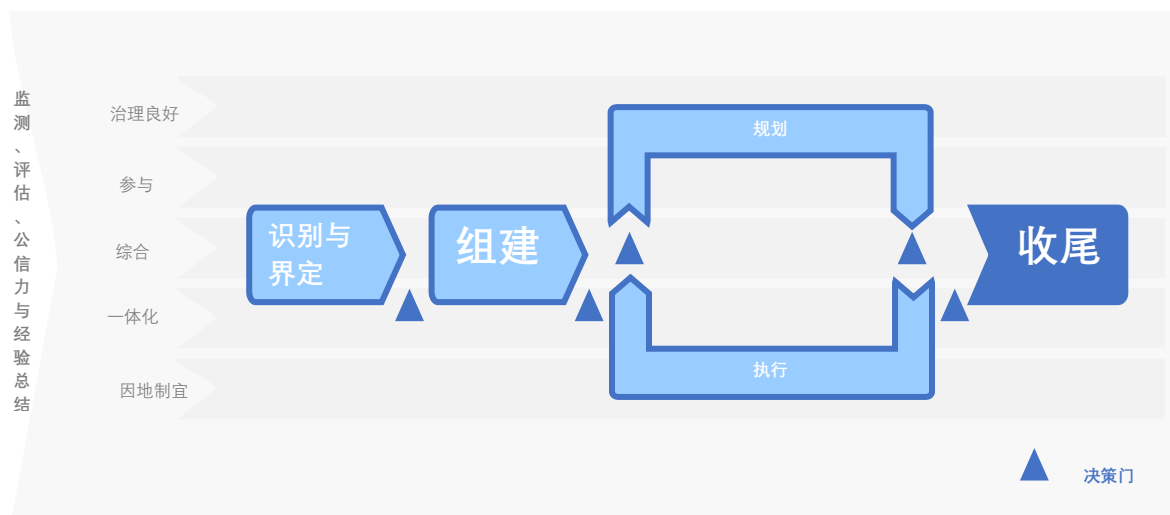 监测、评估、公信力与经验总结
治理良好
参与
综合
一体化
因地制宜
识别与
界定
组建
规划
执行
收尾
决策门